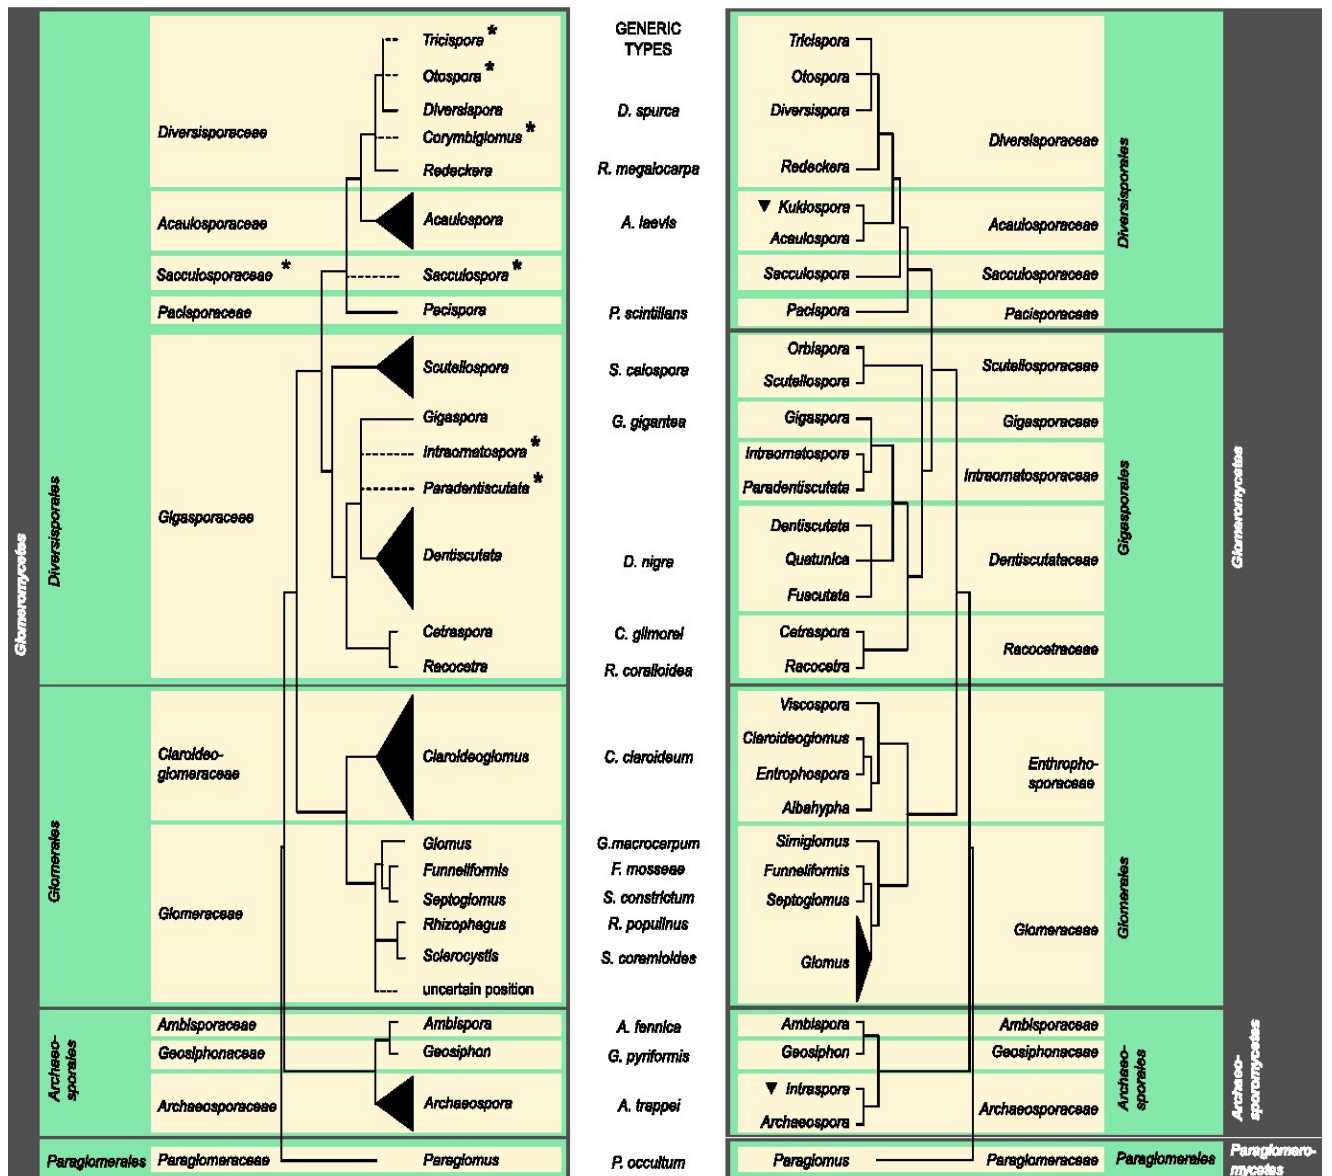 Glomeromycetes
Diversisporales
Diversisporaceae
Tricispora *
Otospora *
Diversispora
Corymbiglomus *
Redeckera
Acaulosporaceae
Acaulospora
Sacculosporaceae *
Sacculospora *
Pacisporaceae
Pacispora
Gigasporaceae
Scutellospora
Gigaspora
Intraornatospora *
Paradentiscutata *
Dentiscutata
Cetraspora
Racocetra
Glomerales
Claroideo-
glomeraceae
Claroideoglomus
Glomeraceae
Glomus
Funneliformis
Septoglomus
Rhizophagus
Sclerocystis
uncertain position
Archaeo-
sporales
Ambisporaceae
Ambispora
Geosiphonaceae
Geosiphon
Archaeosporaceae
Archaeospora
Paraglomerales
Paraglomeraceae
Paraglomus
GENERIC
TYPES
D. spurca
R. megalocarpa
A. laevis
P. scintillans
S. calospora
G. gigantea
D. nigra
C. gilmorei
R. coralloidea
C. claroideum
G.macrocarpum
F. mosseae
S. constrictum
R. populinus
S. coremioides
A. fennica
G. pyriformis
A. trappei
P. occultum
Tricispora
Otospora
Diversispora
Redeckera
Diversisporaceae
▼ Kuklospora
Acaulospora
Acaulosporaceae
Sacculospora
Sacculosporaceae
Pacispora
Pacisporaceae
Diversisporales
Orbispora
Scutellospora
Scutellosporaceae
Gigaspora
Gigasporaceae
Intraornatospora
Paradentiscutata
Intraornatosporaceae
Dentiscutata
Quatunica
Fuscutata
Dentiscutataceae
Cetraspora
Racocetra
Racocetraceae
Gigasporales
Viscospora
Claroideoglomus
Entrophospora
Albahypha
Enthropho-
sporaceae
Simiglomus
Funneliformis
Septoglomus
Glomus
Glomeraceae
Glomerales
Glomeromycetes
Ambispora
Ambisporaceae
Geosiphon
Geosiphonaceae
▼ Intraspora
Archaeospora
Archaeosporaceae
Archaeo-
sporales
Archaeo-
sporomycetes
Paraglomus
Paraglomeraceae
Paraglomerales
Paraglomero-
mycetes